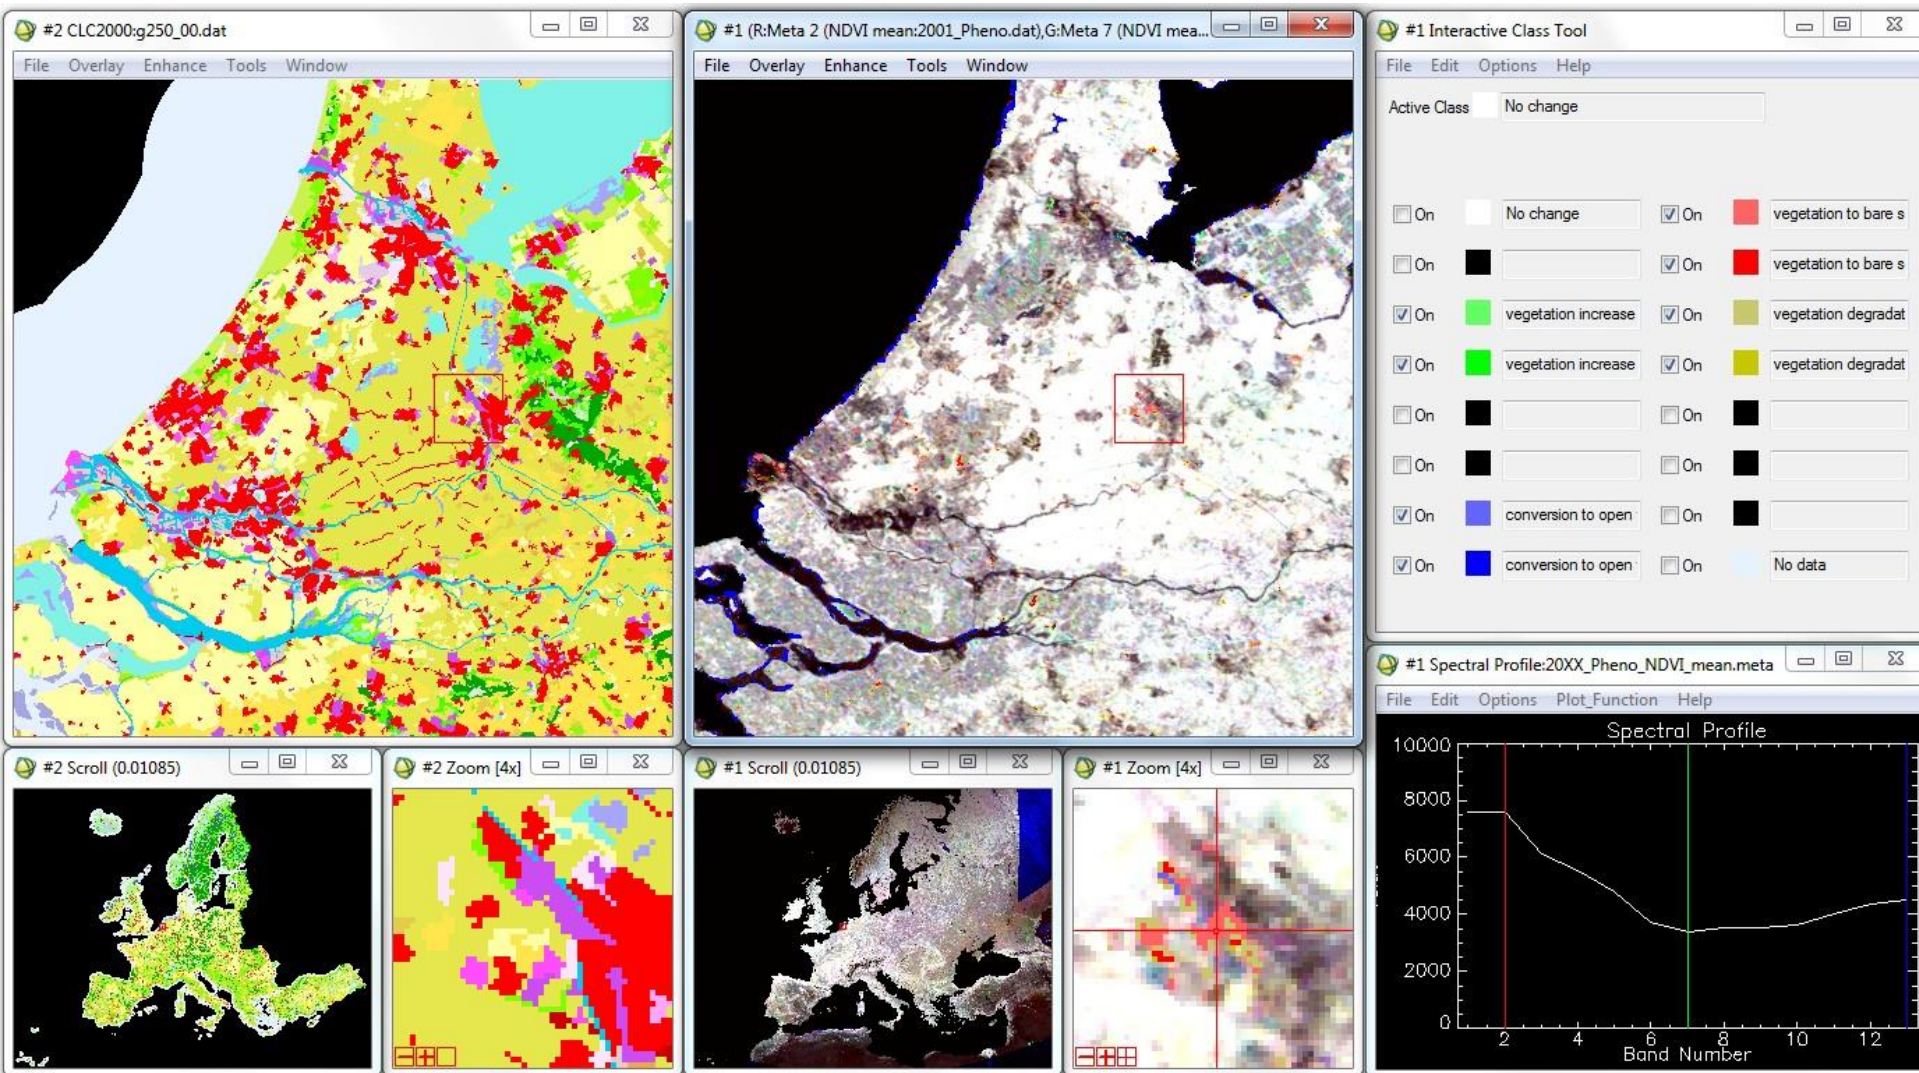 #2 CLC2000:g250_00.dat
File Overlay Enhance Tools Window
#1 (R:Meta 2 (NDVI mean:2001_Pheno.dat),G:Meta 7 (NDVI mea...
File Overlay Enhance Tools Window
#1 Interactive Class Tool
File Edit Options Help
Active Class No change
On No change On vegetation to bare s
On On vegetation to bare s
On vegetation increase On vegetation degradat
On vegetation increase On vegetation degradat
On On
On On
On conversion to open On
On conversion to open On No data
#1 Spectral Profile:20XX_Pheno_NDVI_mean.meta
File Edit Options Plot_Function Help
Spectral Profile
10000
8000
6000
4000
2000
0
2 4 6 8 10 12
Band Number
#2 Scroll (0.01085)
#2 Zoom [4x]
#1 Scroll (0.01085)
#1 Zoom [4x]